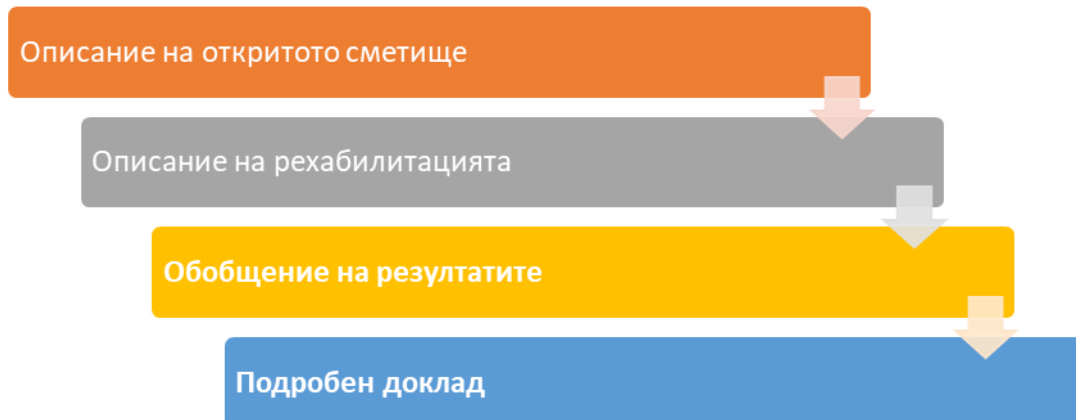 Описание на откритото сметище
Описание на рехабилитацията
Обобщение на резултатите
Подробен доклад